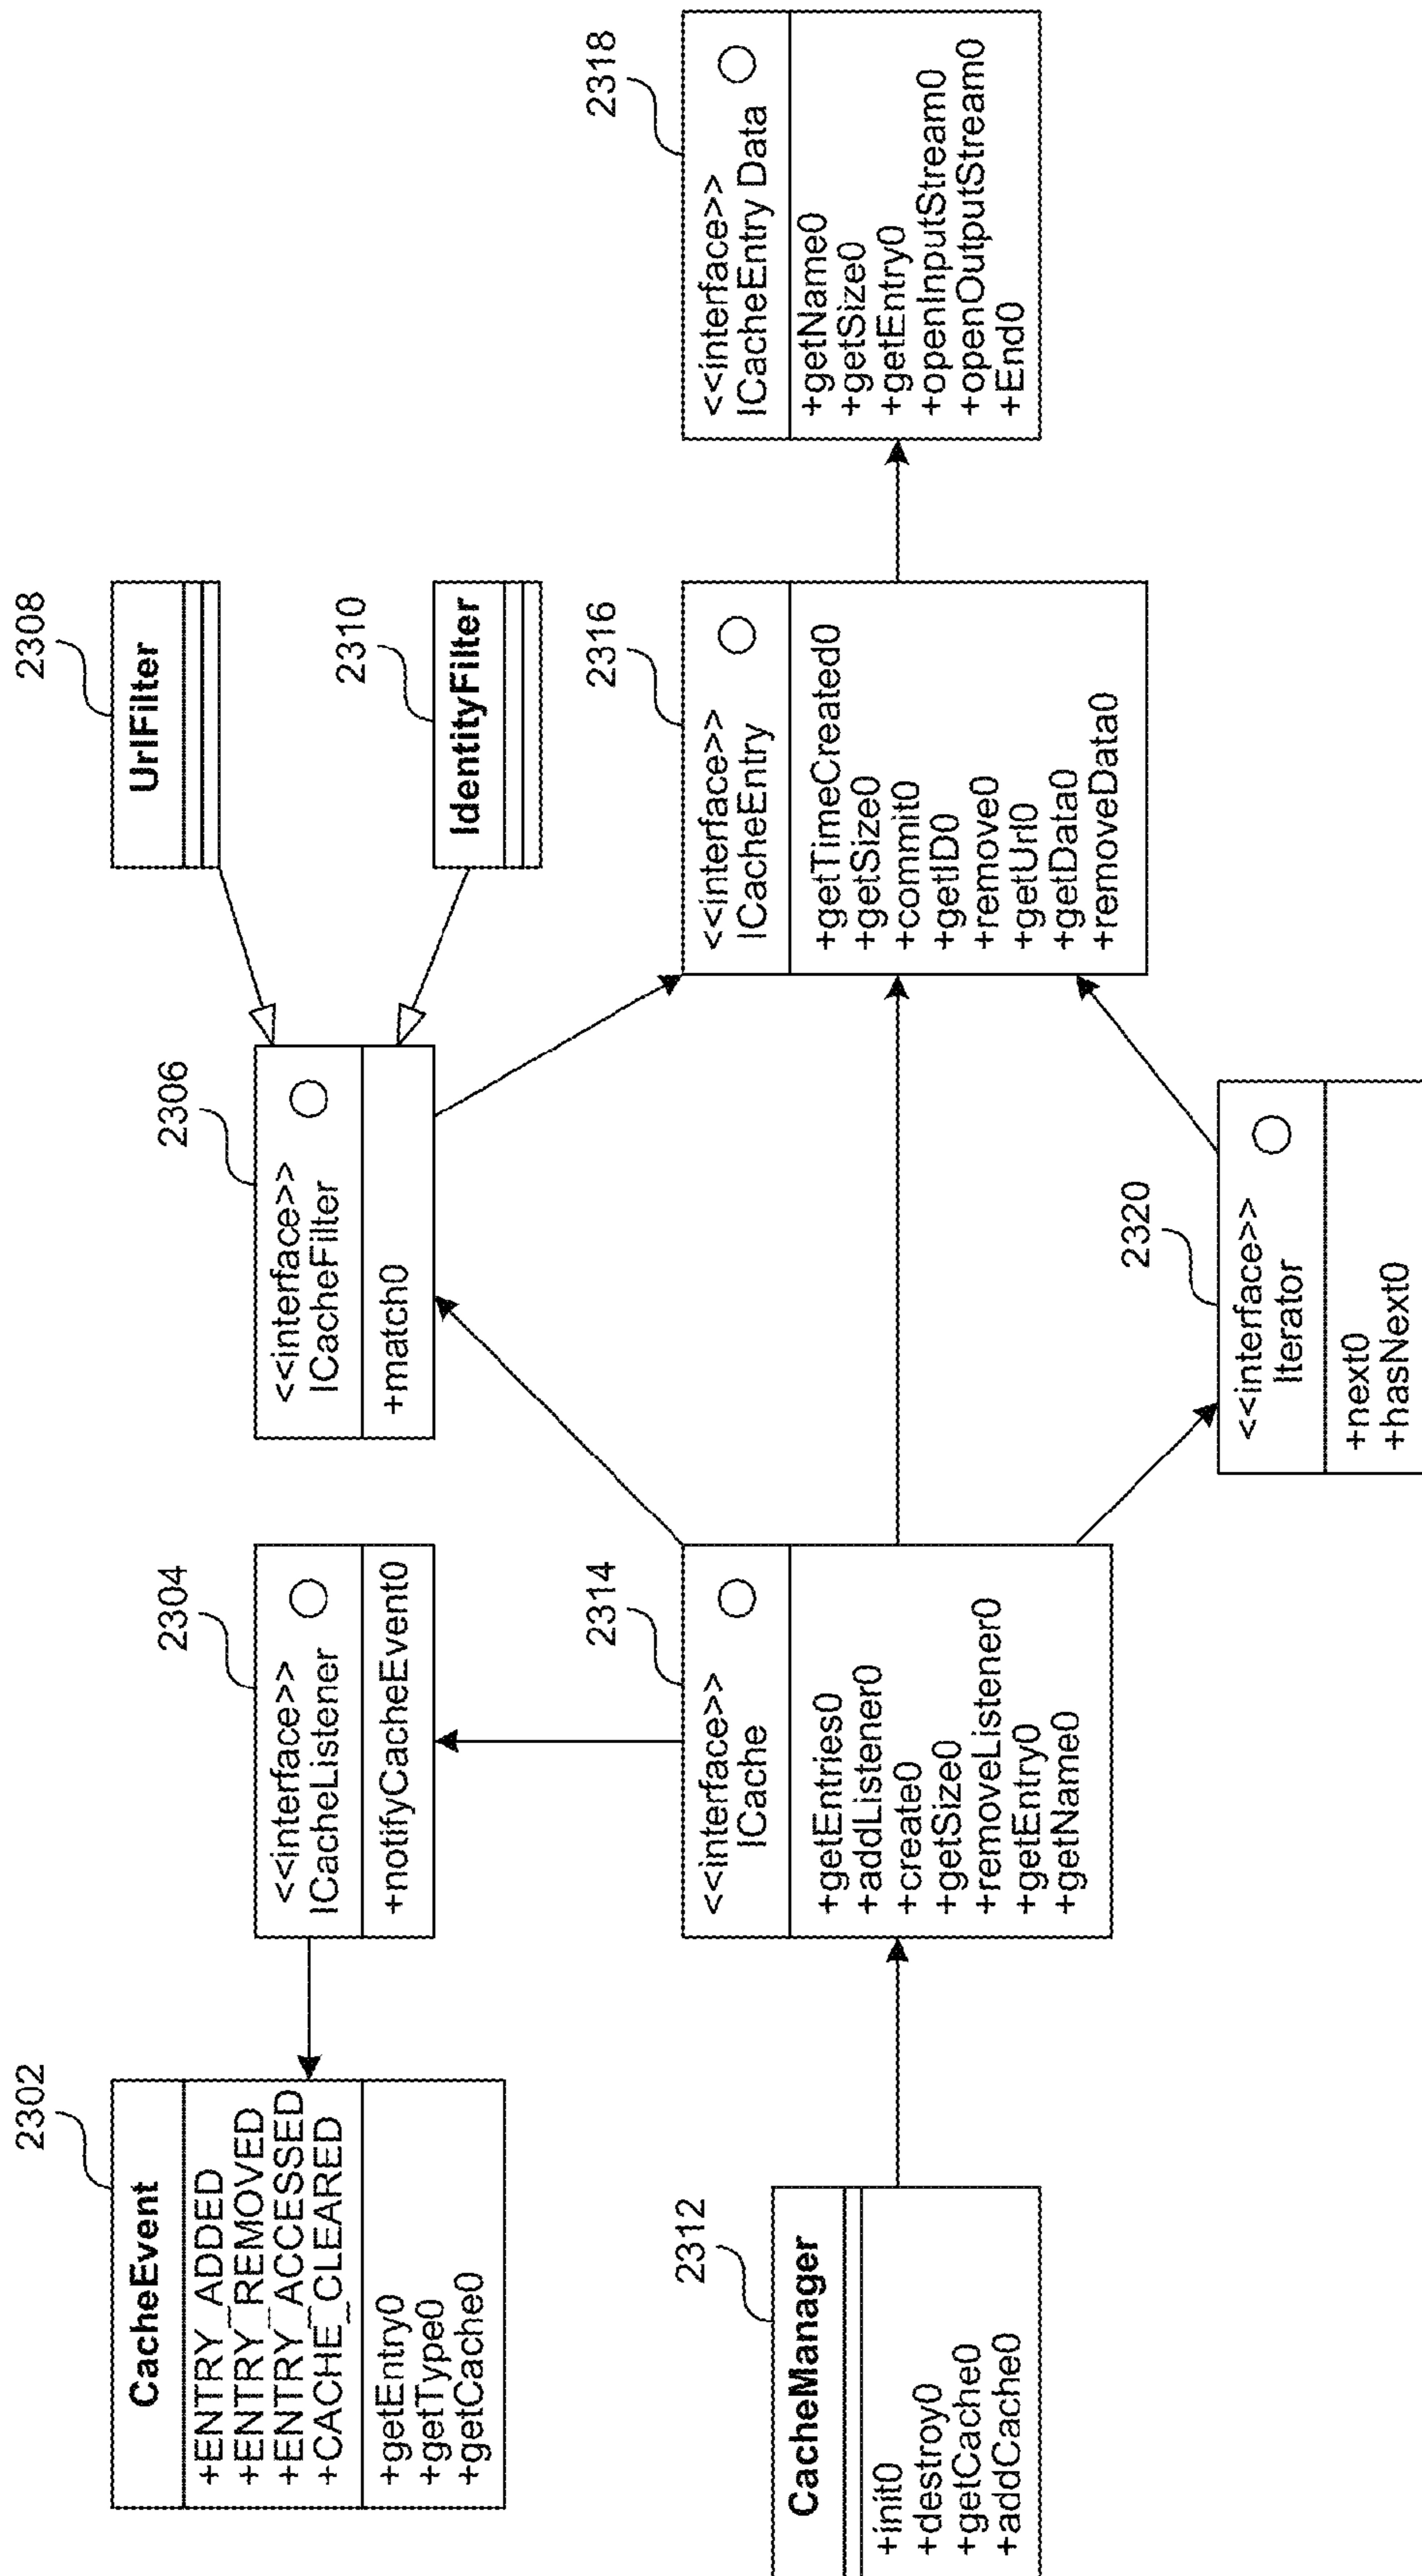 2302
CacheEvent
+ENTRY_ADDED
+ENTRY_REMOVED
+ENTRY_ACCESSED
+CACHE_CLEARED
+getEntry0
+getType0
+getCache0
2304
<<interface>>
ICacheListener
+notifyCacheEvent0
2306
<<interface>>
ICacheFilter
+match0
2308
UrlFilter
2310
IdentityFilter
2312
CacheManager
+init0
+destroy0
+getCache0
+addCache0
2314
<<interface>>
ICache
+getEntries0
+addListener0
+create0
+getSize0
+removeListener0
+getEntry0
+getName0
2316
<<interface>>
ICacheEntry
+getTimeCreated0
+getSize0
+commit0
+getID0
+remove0
+getUrl0
+getData0
+removeData0
2318
<<interface>>
ICacheEntry Data
+getName0
+getSize0
+getEntry0
+openInputStream0
+openOutputStream0
+End0
2320
<<interface>>
Iterator
+next0
+hasNext0